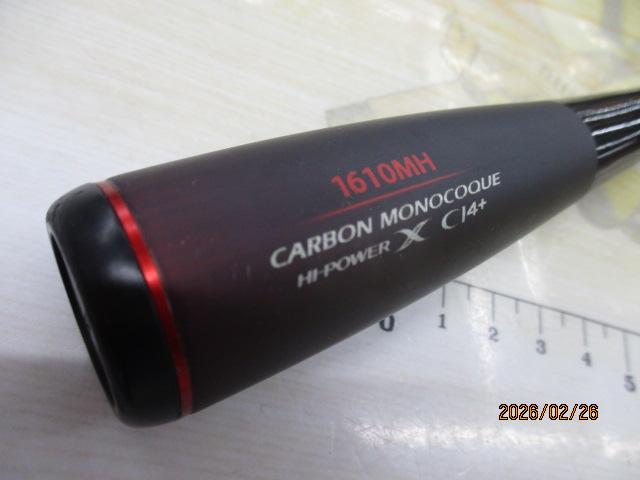 1610MH
CARBON MONOCOQUE
HI-POWER X CI4+
0 1 2 3 4 5
2026/02/26